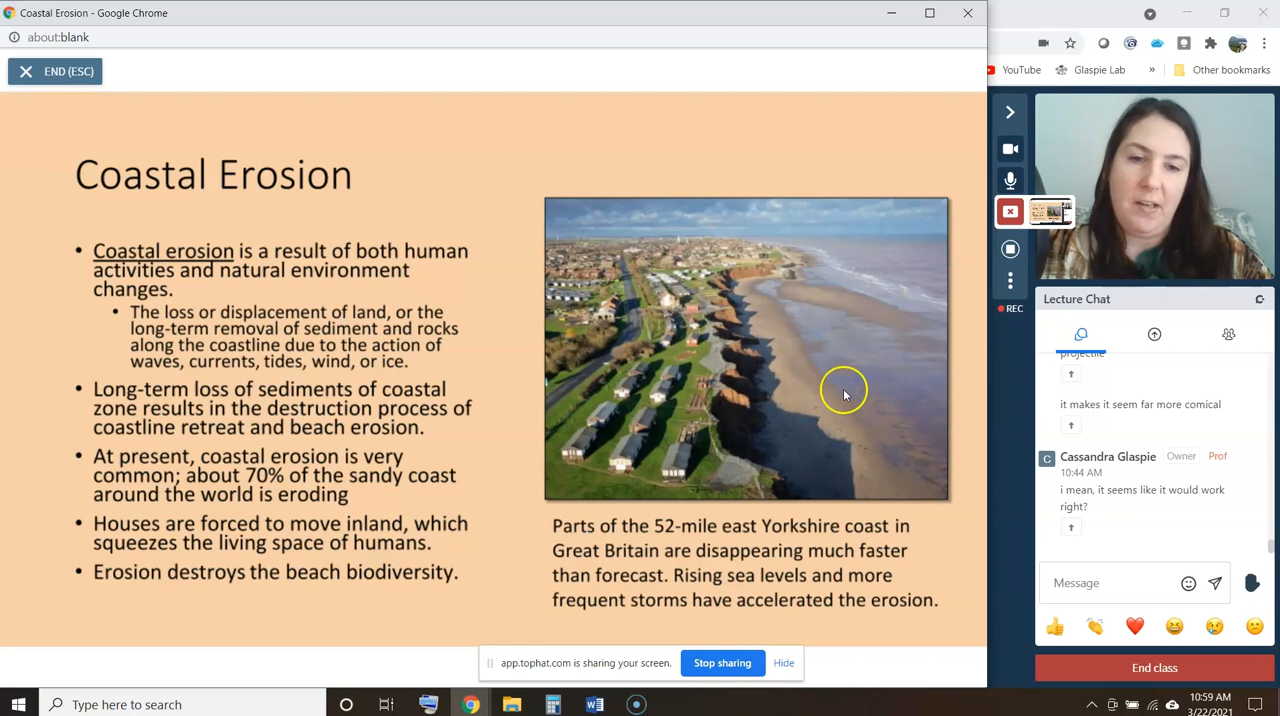 Coastal Erosion - Google Chrome
about:blank
END (ESC)
YouTube
Glaspie Lab
»
Other bookmarks
Coastal Erosion
• Coastal erosion is a result of both human
activities and natural environment
changes.
• The loss or displacement of land, or the
long-term removal of sediment and rocks
along the coastline due to the action of
waves, currents, tides, wind, or ice.
• Long-term loss of sediments of coastal
zone results in the destruction process of
coastline retreat and beach erosion.
• At present, coastal erosion is very
common; about 70% of the sandy coast
around the world is eroding
• Houses are forced to move inland, which
squeezes the living space of humans.
• Erosion destroys the beach biodiversity.
Parts of the 52-mile east Yorkshire coast in
Great Britain are disappearing much faster
than forecast. Rising sea levels and more
frequent storms have accelerated the erosion.
REC
Lecture Chat
projectile
it makes it seem far more comical
C
Cassandra Glaspie Owner Prof
10:44 AM
i mean, it seems like it would work
right?
Message
End class
app.tophat.com is sharing your screen.
Stop sharing
Hide
Type here to search
10:59 AM
3/22/2021